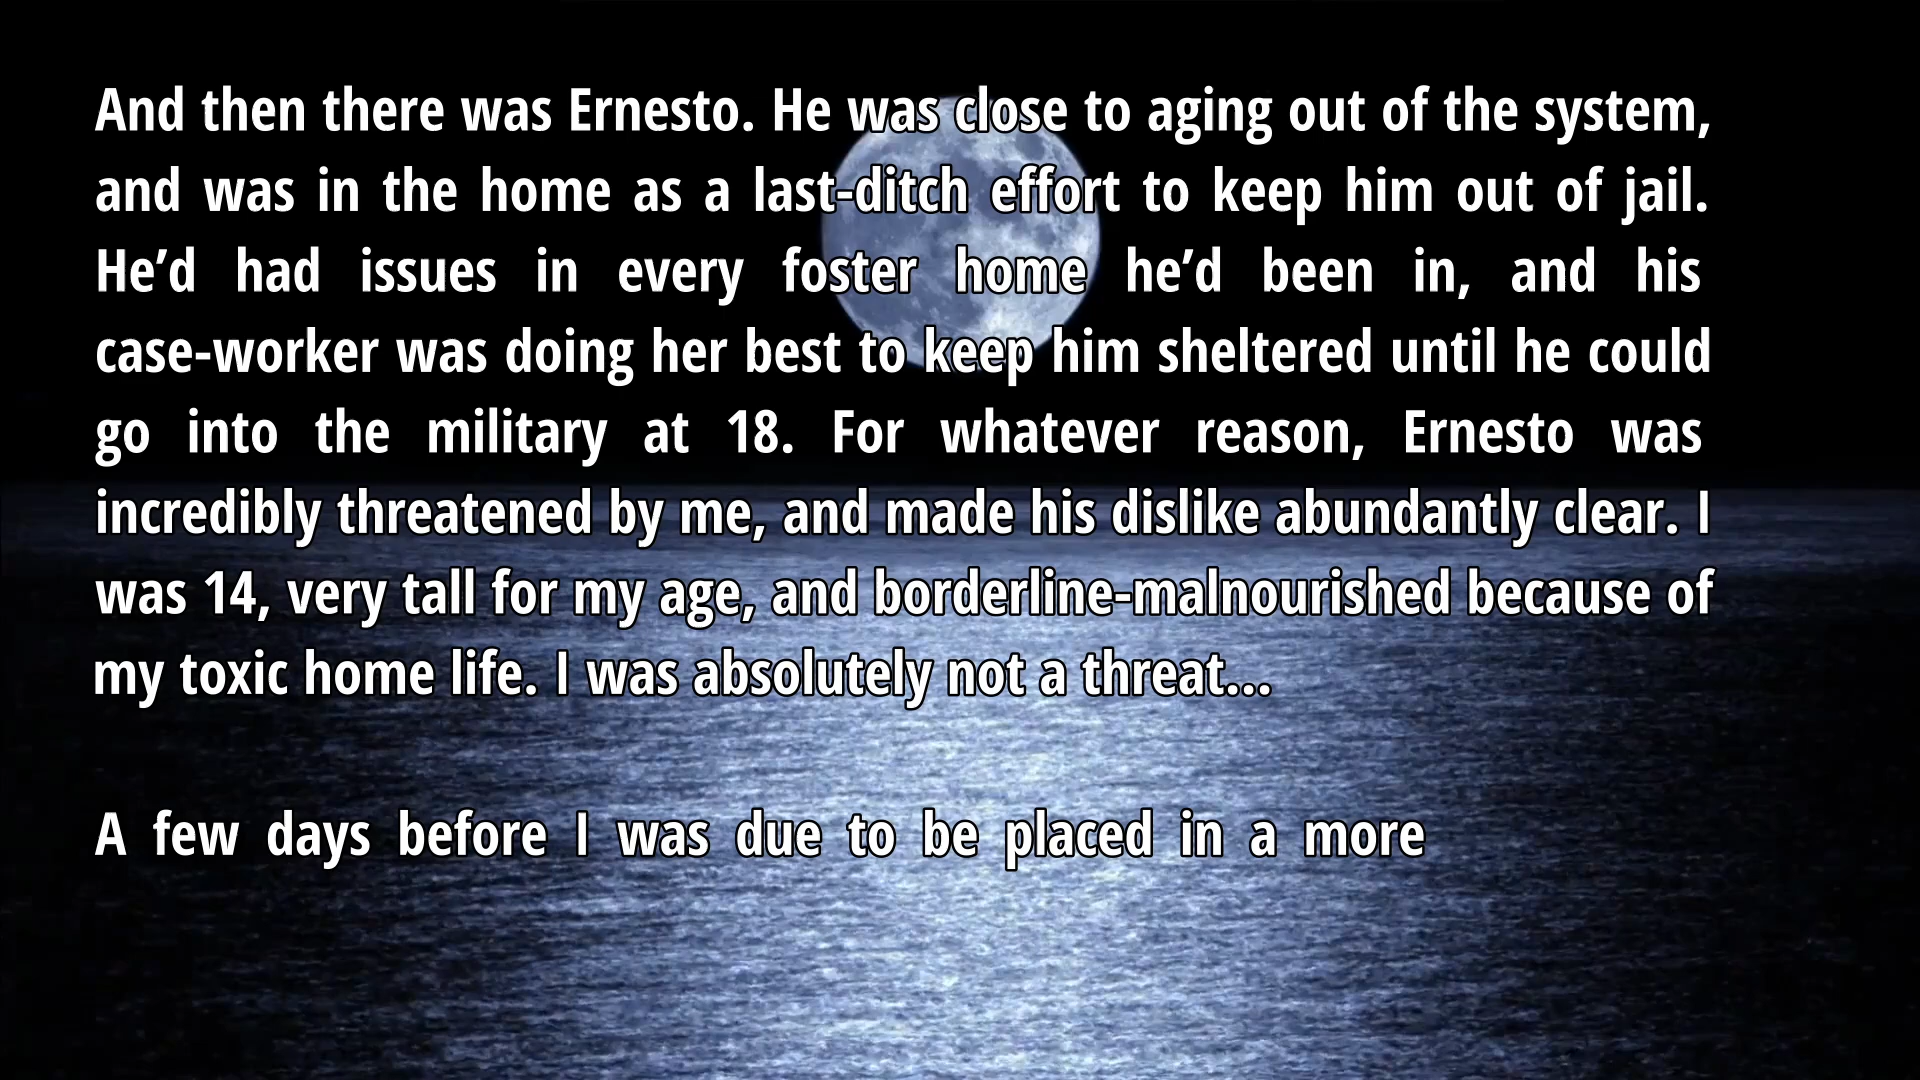 And then there was Ernesto. He was close to aging out of the system,
and was in the home as a last-ditch effort to keep him out of jail.
He’d had issues in every foster home he’d been in, and his
case-worker was doing her best to keep him sheltered until he could
go into the military at 18. For whatever reason, Ernesto was
incredibly threatened by me, and made his dislike abundantly clear. I
was 14, very tall for my age, and borderline-malnourished because of
my toxic home life. I was absolutely not a threat...
A few days before I was due to be placed in a more